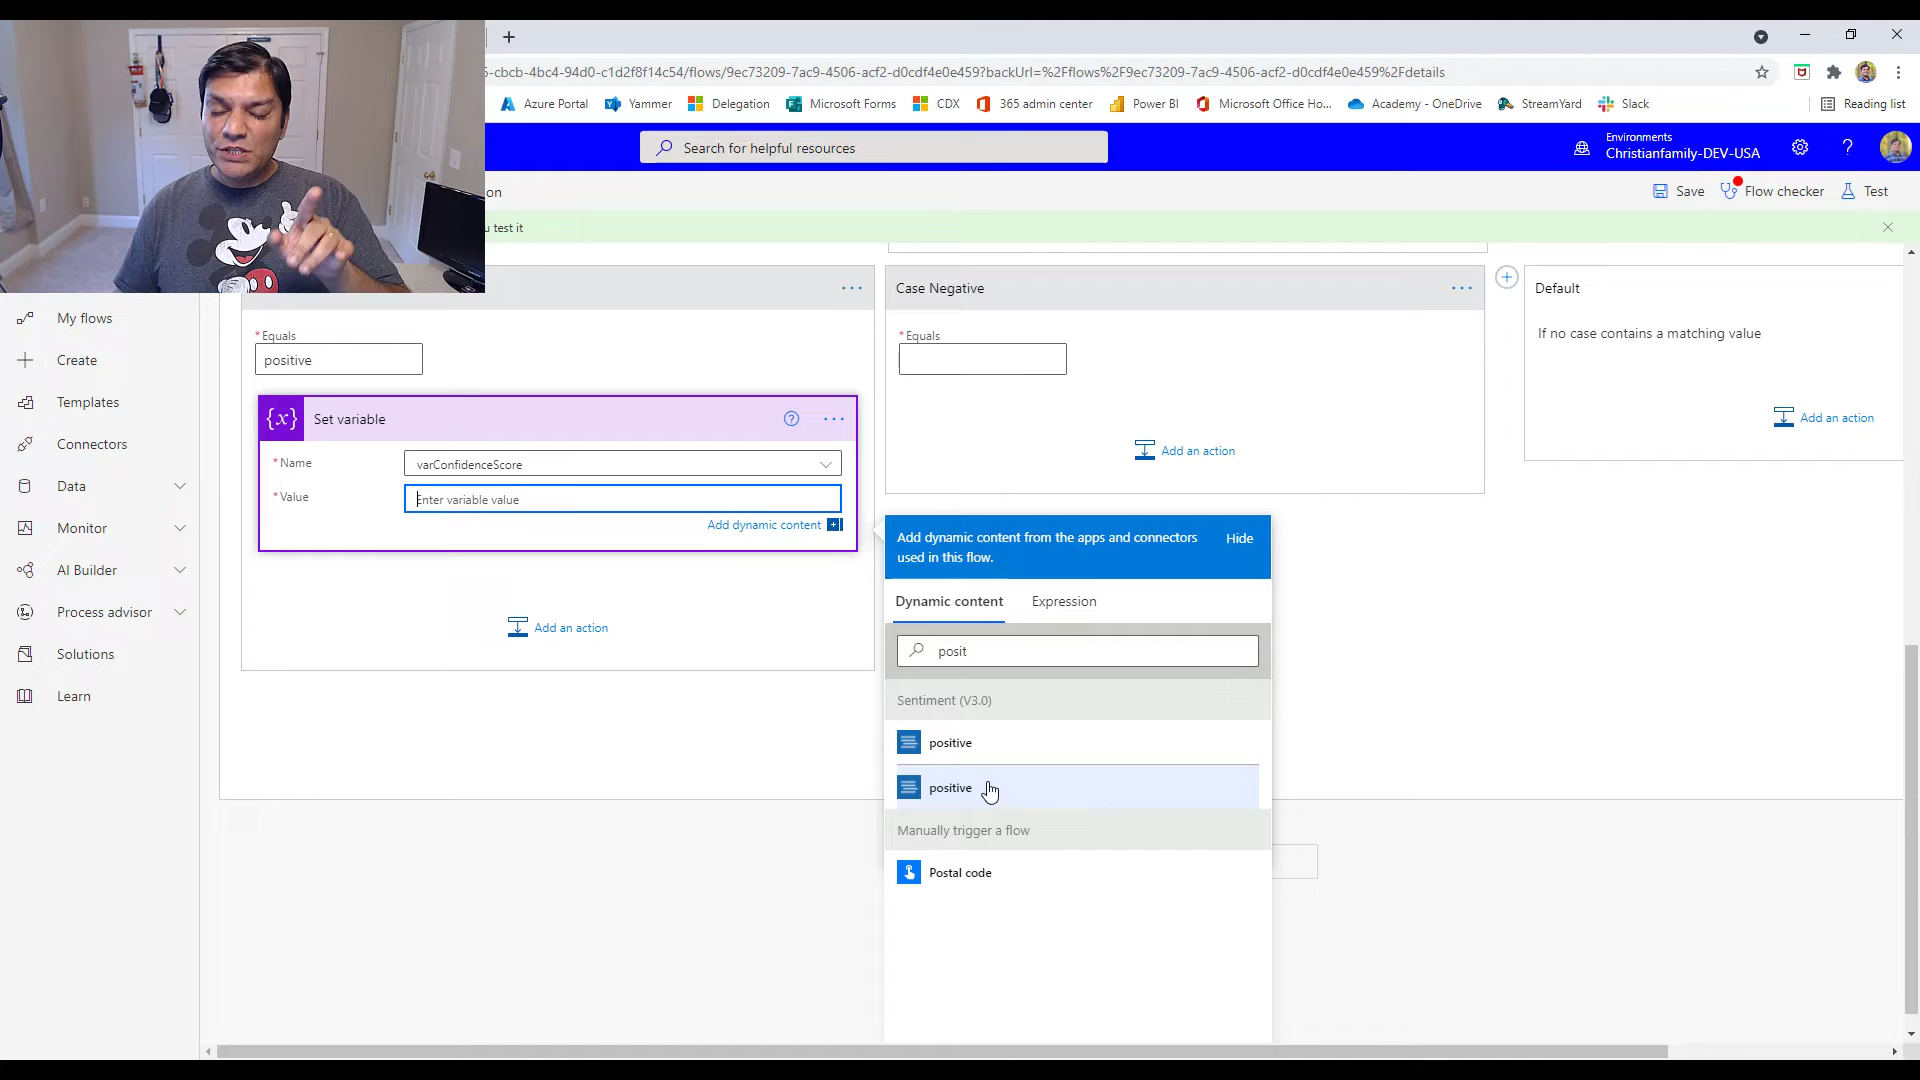 5-cbcb-4bc4-94d0-c1d2f8f14c54/flows/9ec73209-7ac9-4506-acf2-d0cdf4e0e459?backUrl=%2Fflows%2F9ec73209-7ac9-4506-acf2-d0cdf4e0e459%2Fdetails
Azure Portal Yammer Delegation Microsoft Forms CDX 365 admin center Power BI Microsoft Office Ho... Academy - OneDrive StreamYard Slack Reading list
Search for helpful resources
Environments
Christianfamily-DEV-USA
on
Save Flow checker Test
u test it
My flows
Create
Templates
Connectors
Data
Monitor
AI Builder
Process advisor
Solutions
Learn
* Equals
positive
{x} Set variable
* Name
varConfidenceScore
* Value
Enter variable value
Add dynamic content
Add an action
Case Negative
* Equals
Add an action
Default
If no case contains a matching value
Add an action
Add dynamic content from the apps and connectors
used in this flow.
Hide
Dynamic content Expression
posit
Sentiment (V3.0)
positive
positive
Manually trigger a flow
Postal code